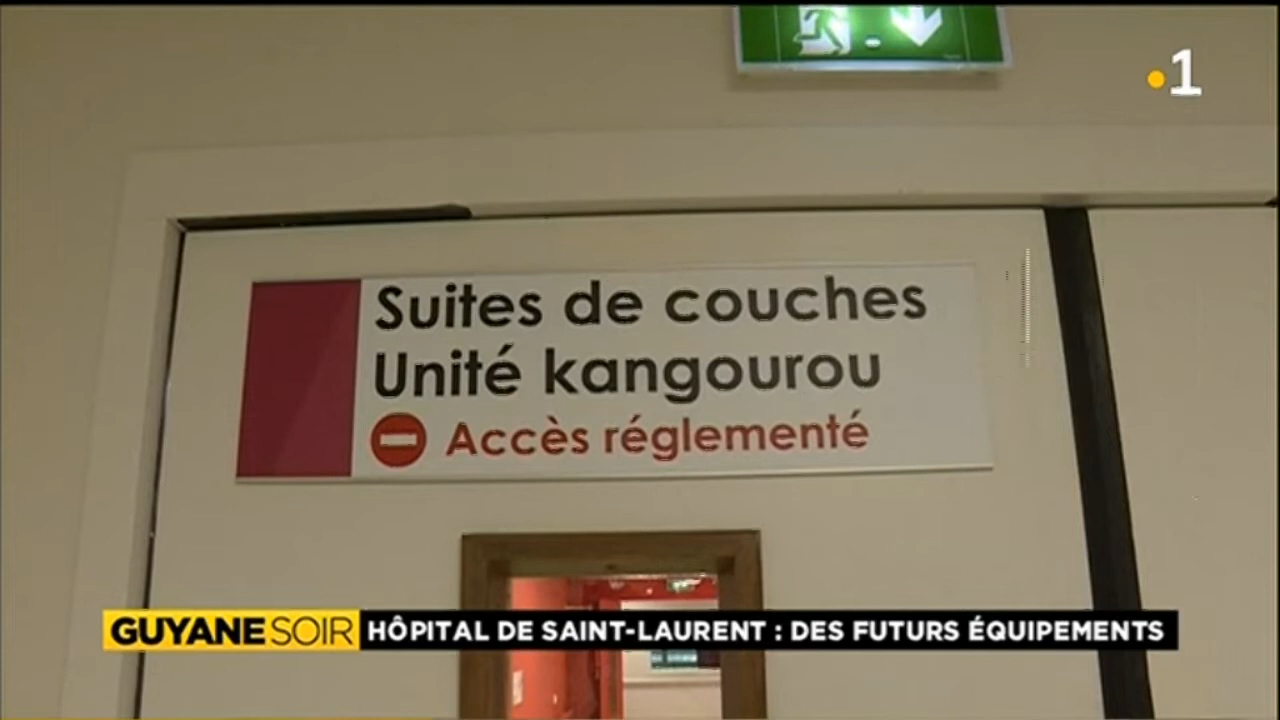 1
Suites de couches
Unité kangourou
Accès réglementé
GUYANE SOIR HÔPITAL DE SAINT-LAURENT : DES FUTURS ÉQUIPEMENTS